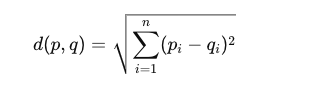 d(p, q) = √∑_{i=1}^{n} (p_i − q_i)²